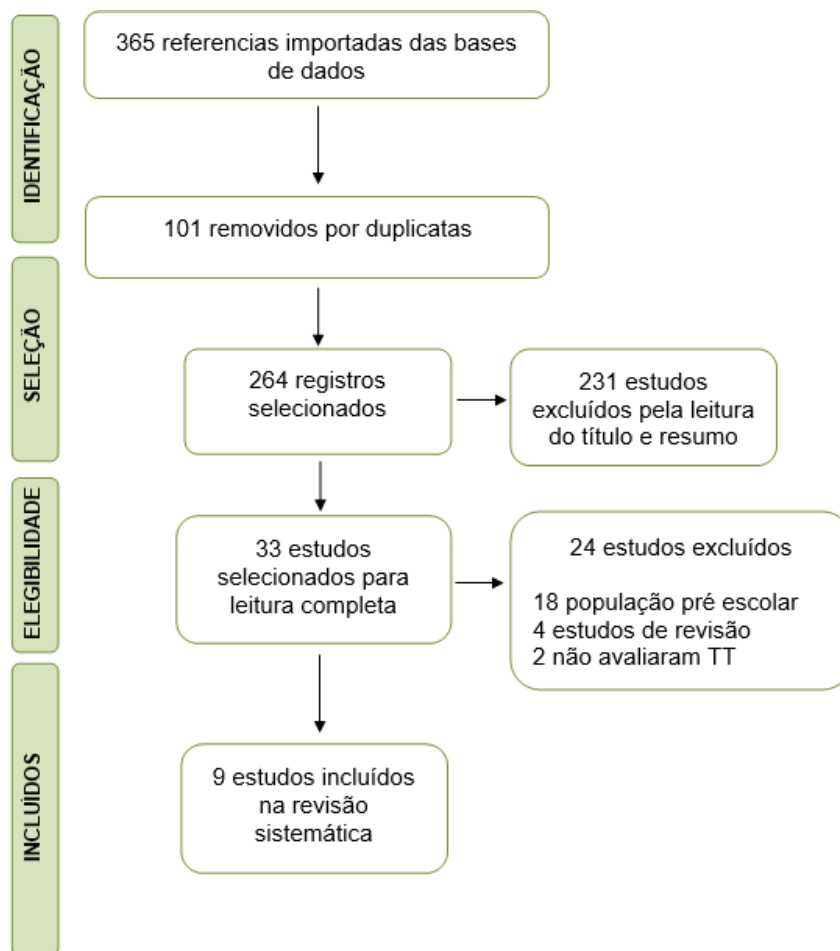 IDENTIFICAÇÃO
365 referencias importadas das bases
de dados
101 removidos por duplicatas
SELEÇÃO
264 registros
selecionados
231 estudos
excluídos pela leitura
do título e resumo
ELEGIBILIDADE
33 estudos
selecionados para
leitura completa
24 estudos excluídos
18 população pré escolar
4 estudos de revisão
2 não avaliaram TT
INCLUÍDOS
9 estudos incluídos
na revisão
sistemática